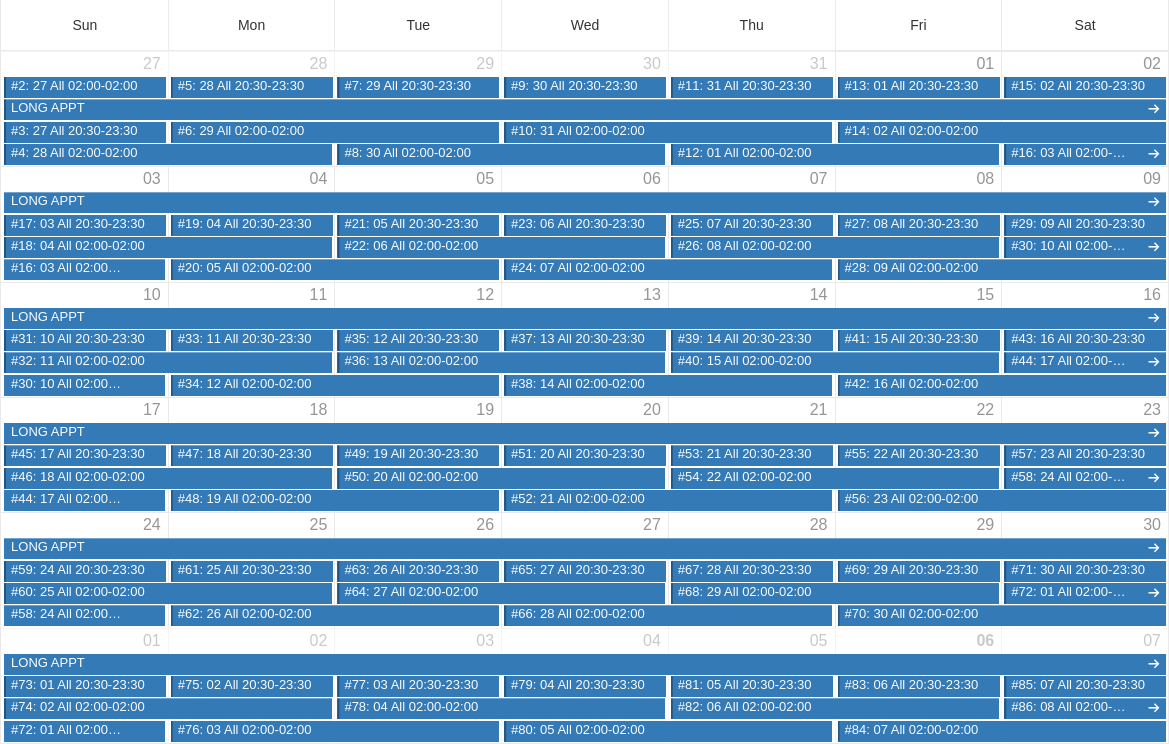 Sun Mon Tue Wed Thu Fri Sat
27 28 29 30 31 01 02
#2: 27 All 02:00-02:00 #5: 28 All 20:30-23:30 #7: 29 All 20:30-23:30 #9: 30 All 20:30-23:30 #11: 31 All 20:30-23:30 #13: 01 All 20:30-23:30 #15: 02 All 20:30-23:30
LONG APPT
#3: 27 All 20:30-23:30 #6: 29 All 02:00-02:00 #10: 31 All 02:00-02:00 #14: 02 All 02:00-02:00
#4: 28 All 02:00-02:00 #8: 30 All 02:00-02:00 #12: 01 All 02:00-02:00 #16: 03 All 02:00-…
03 04 05 06 07 08 09
LONG APPT
#17: 03 All 20:30-23:30 #19: 04 All 20:30-23:30 #21: 05 All 20:30-23:30 #23: 06 All 20:30-23:30 #25: 07 All 20:30-23:30 #27: 08 All 20:30-23:30 #29: 09 All 20:30-23:30
#18: 04 All 02:00-02:00 #22: 06 All 02:00-02:00 #26: 08 All 02:00-02:00 #30: 10 All 02:00-…
#16: 03 All 02:00… #20: 05 All 02:00-02:00 #24: 07 All 02:00-02:00 #28: 09 All 02:00-02:00
10 11 12 13 14 15 16
LONG APPT
#31: 10 All 20:30-23:30 #33: 11 All 20:30-23:30 #35: 12 All 20:30-23:30 #37: 13 All 20:30-23:30 #39: 14 All 20:30-23:30 #41: 15 All 20:30-23:30 #43: 16 All 20:30-23:30
#32: 11 All 02:00-02:00 #36: 13 All 02:00-02:00 #40: 15 All 02:00-02:00 #44: 17 All 02:00-…
#30: 10 All 02:00… #34: 12 All 02:00-02:00 #38: 14 All 02:00-02:00 #42: 16 All 02:00-02:00
17 18 19 20 21 22 23
LONG APPT
#45: 17 All 20:30-23:30 #47: 18 All 20:30-23:30 #49: 19 All 20:30-23:30 #51: 20 All 20:30-23:30 #53: 21 All 20:30-23:30 #55: 22 All 20:30-23:30 #57: 23 All 20:30-23:30
#46: 18 All 02:00-02:00 #50: 20 All 02:00-02:00 #54: 22 All 02:00-02:00 #58: 24 All 02:00-…
#44: 17 All 02:00… #48: 19 All 02:00-02:00 #52: 21 All 02:00-02:00 #56: 23 All 02:00-02:00
24 25 26 27 28 29 30
LONG APPT
#59: 24 All 20:30-23:30 #61: 25 All 20:30-23:30 #63: 26 All 20:30-23:30 #65: 27 All 20:30-23:30 #67: 28 All 20:30-23:30 #69: 29 All 20:30-23:30 #71: 30 All 20:30-23:30
#60: 25 All 02:00-02:00 #64: 27 All 02:00-02:00 #68: 29 All 02:00-02:00 #72: 01 All 02:00-…
#58: 24 All 02:00… #62: 26 All 02:00-02:00 #66: 28 All 02:00-02:00 #70: 30 All 02:00-02:00
01 02 03 04 05 06 07
LONG APPT
#73: 01 All 20:30-23:30 #75: 02 All 20:30-23:30 #77: 03 All 20:30-23:30 #79: 04 All 20:30-23:30 #81: 05 All 20:30-23:30 #83: 06 All 20:30-23:30 #85: 07 All 20:30-23:30
#74: 02 All 02:00-02:00 #78: 04 All 02:00-02:00 #82: 06 All 02:00-02:00 #86: 08 All 02:00-…
#72: 01 All 02:00… #76: 03 All 02:00-02:00 #80: 05 All 02:00-02:00 #84: 07 All 02:00-02:00